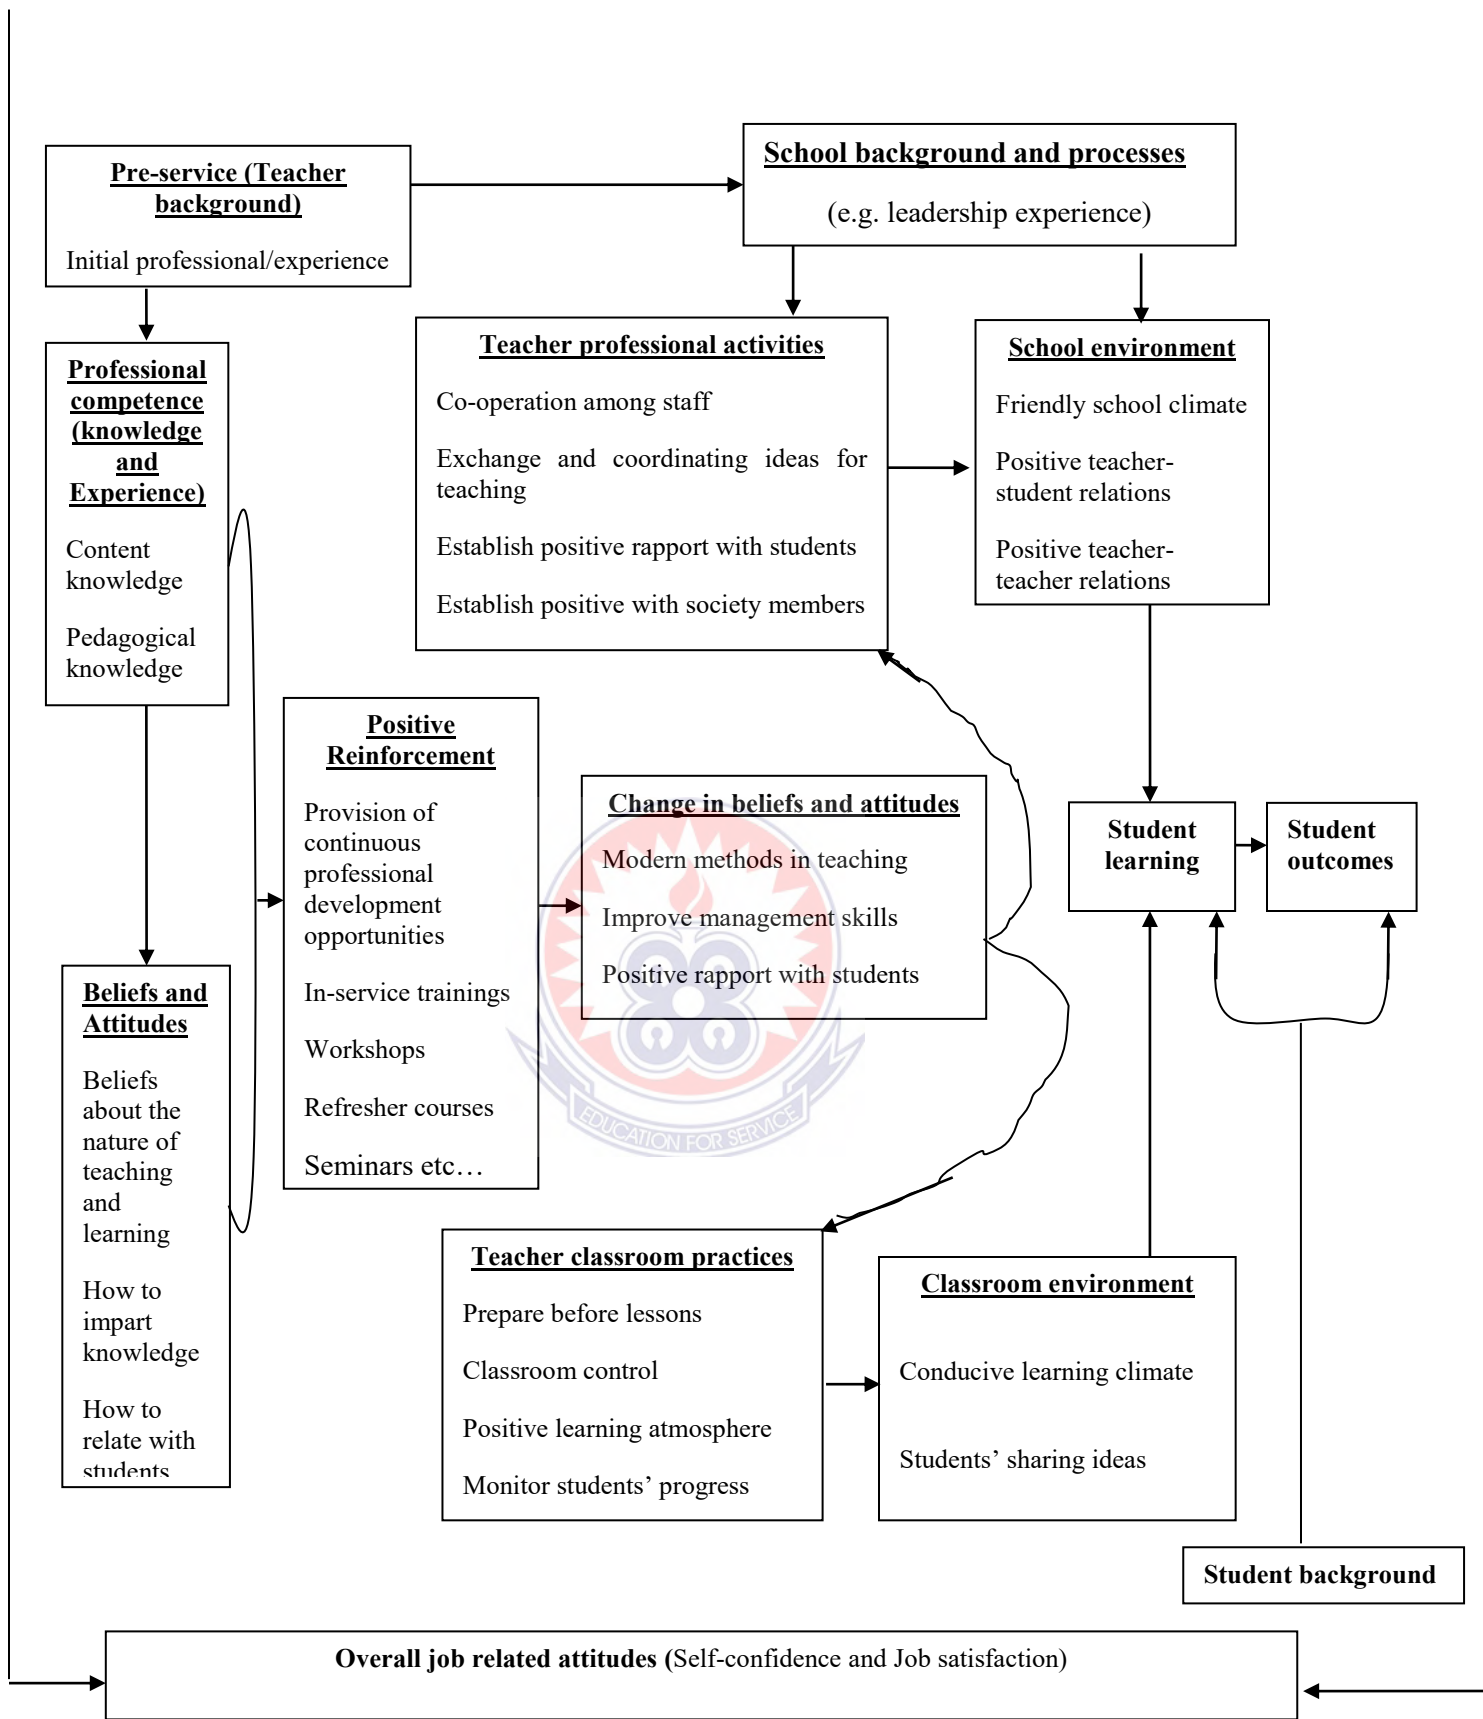 Pre-service (Teacher
background)
Initial professional/experience
School background and processes
(e.g. leadership experience)
Professional
competence
(knowledge
and
Experience)
Content
knowledge
Pedagogical
knowledge
Teacher professional activities
Co-operation among staff
Exchange and coordinating ideas for
teaching
Establish positive rapport with students
Establish positive with society members
School environment
Friendly school climate
Positive teacher-
student relations
Positive teacher-
teacher relations
Positive
Reinforcement
Provision of
continuous
professional
development
opportunities
In-service trainings
Workshops
Refresher courses
Seminars etc…
Change in beliefs and attitudes
Modern methods in teaching
Improve management skills
Positive rapport with students
Student
learning
Student
outcomes
Beliefs and
Attitudes
Beliefs
about the
nature of
teaching
and
learning
How to
impart
knowledge
How to
relate with
students
EDUCATION FOR SERVICE
Teacher classroom practices
Prepare before lessons
Classroom control
Positive learning atmosphere
Monitor students’ progress
Classroom environment
Conducive learning climate
Students’ sharing ideas
Student background
Overall job related attitudes (Self-confidence and Job satisfaction)